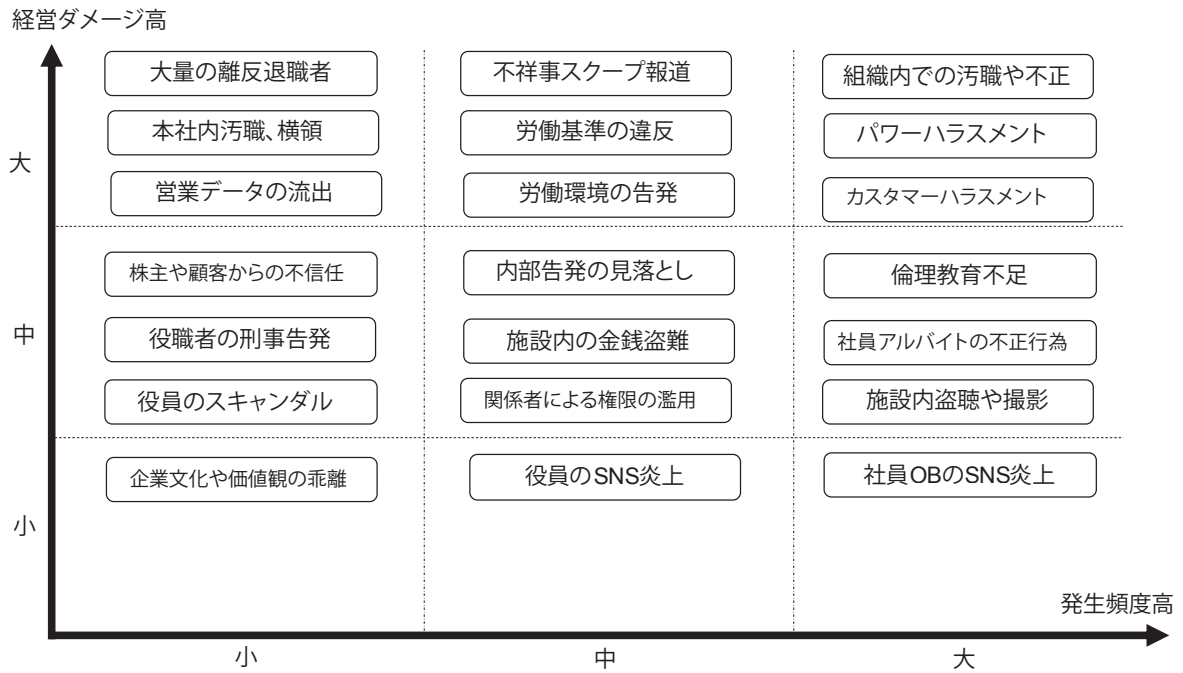 経営ダメージ高
大量の離反退職者
不祥事スクープ報道
組織内での汚職や不正
本社内汚職、横領
労働基準の違反
パワーハラスメント
大
営業データの流出
労働環境の告発
カスタマーハラスメント
株主や顧客からの不信任
内部告発の見落とし
倫理教育不足
中
役職者の刑事告発
施設内の金銭盗難
社員アルバイトの不正行為
役員のスキャンダル
関係者による権限の濫用
施設内盗聴や撮影
企業文化や価値観の乖離
役員のSNS炎上
社員OBのSNS炎上
小
発生頻度高
小
中
大